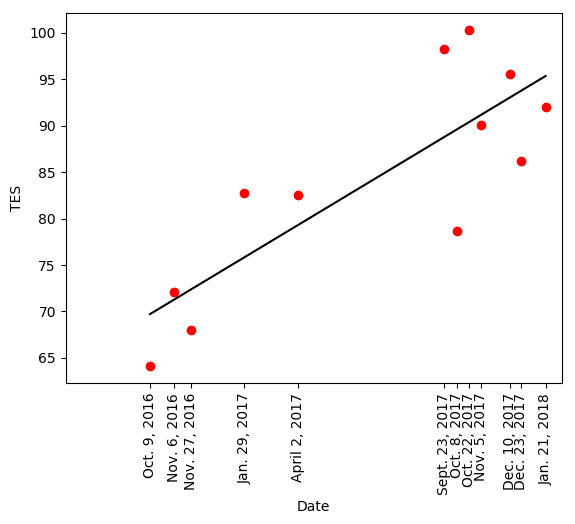 100
95
90
85
80
75
70
65
TES
Oct. 9, 2016
Nov. 6, 2016
Nov. 27, 2016
Jan. 29, 2017
April 2, 2017
Sept. 23, 2017
Oct. 8, 2017
Oct. 22, 2017
Nov. 5, 2017
Dec. 10, 2017
Dec. 23, 2017
Jan. 21, 2018
Date